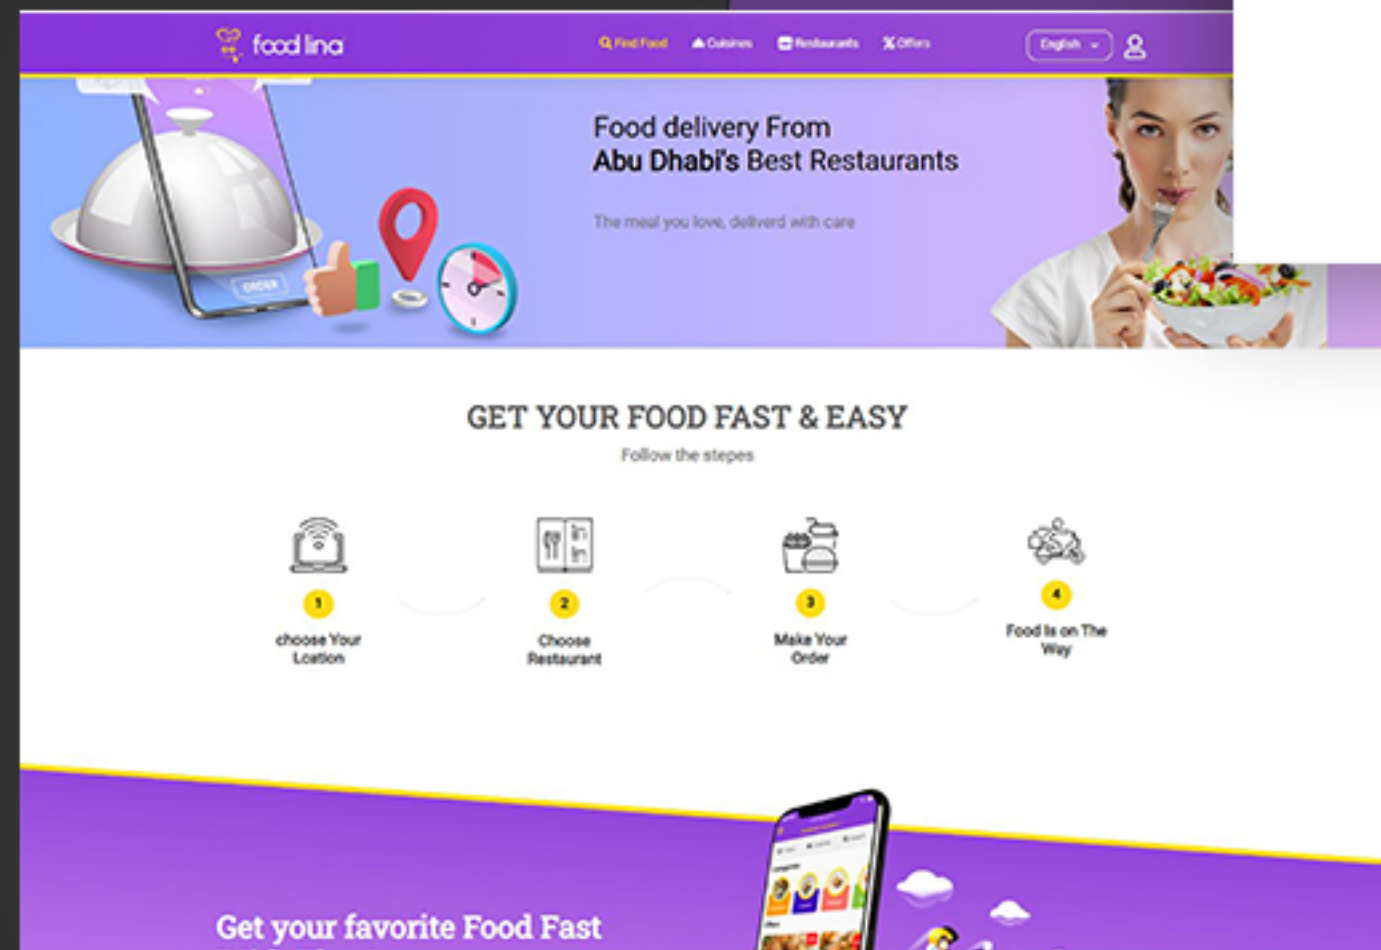 food lina
Find Food
Cuisines
Restaurants
Offers
English
Food delivery From
Abu Dhabi's Best Restaurants
The meal you love, deliverd with care
ORDER
GET YOUR FOOD FAST & EASY
Follow the stepes
1
2
3
4
choose Your
Lcation
Choose
Restaurant
Make Your
Order
Food Is on The
Way
Get your favorite Food Fast